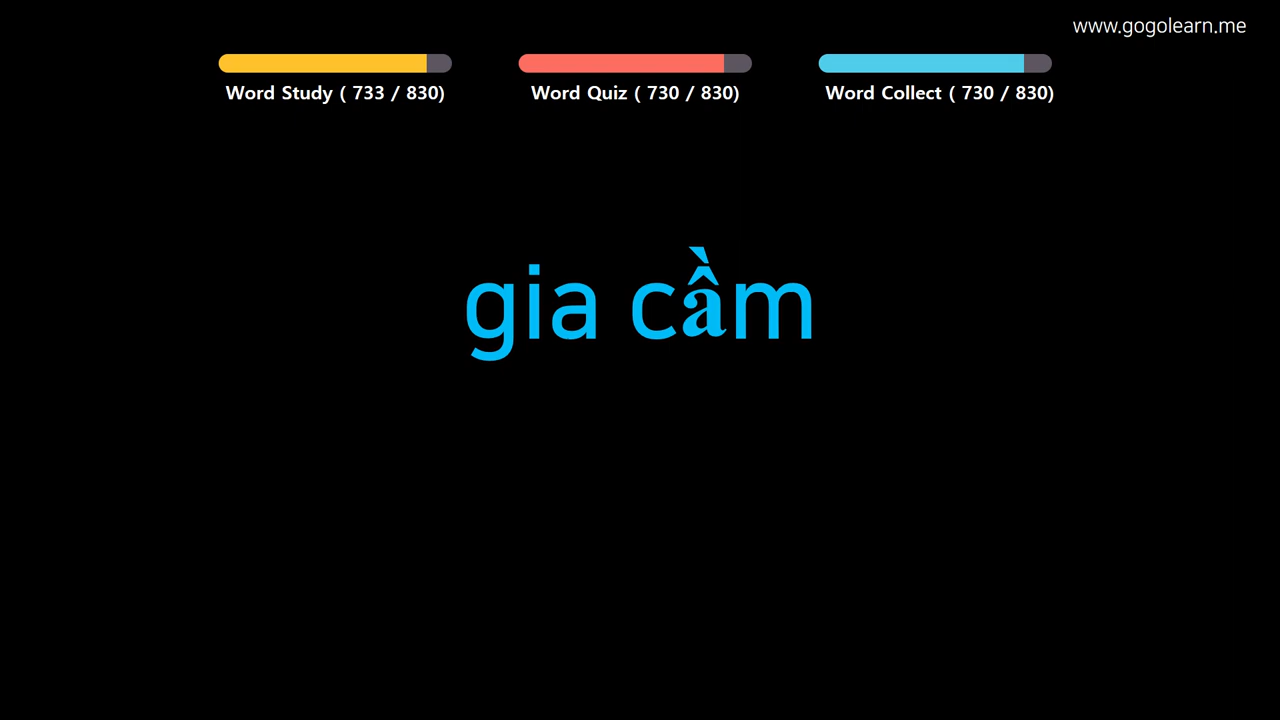 www.gogolearn.me
Word Study ( 733 / 830)
Word Quiz ( 730 / 830)
Word Collect ( 730 / 830)
gia cầm